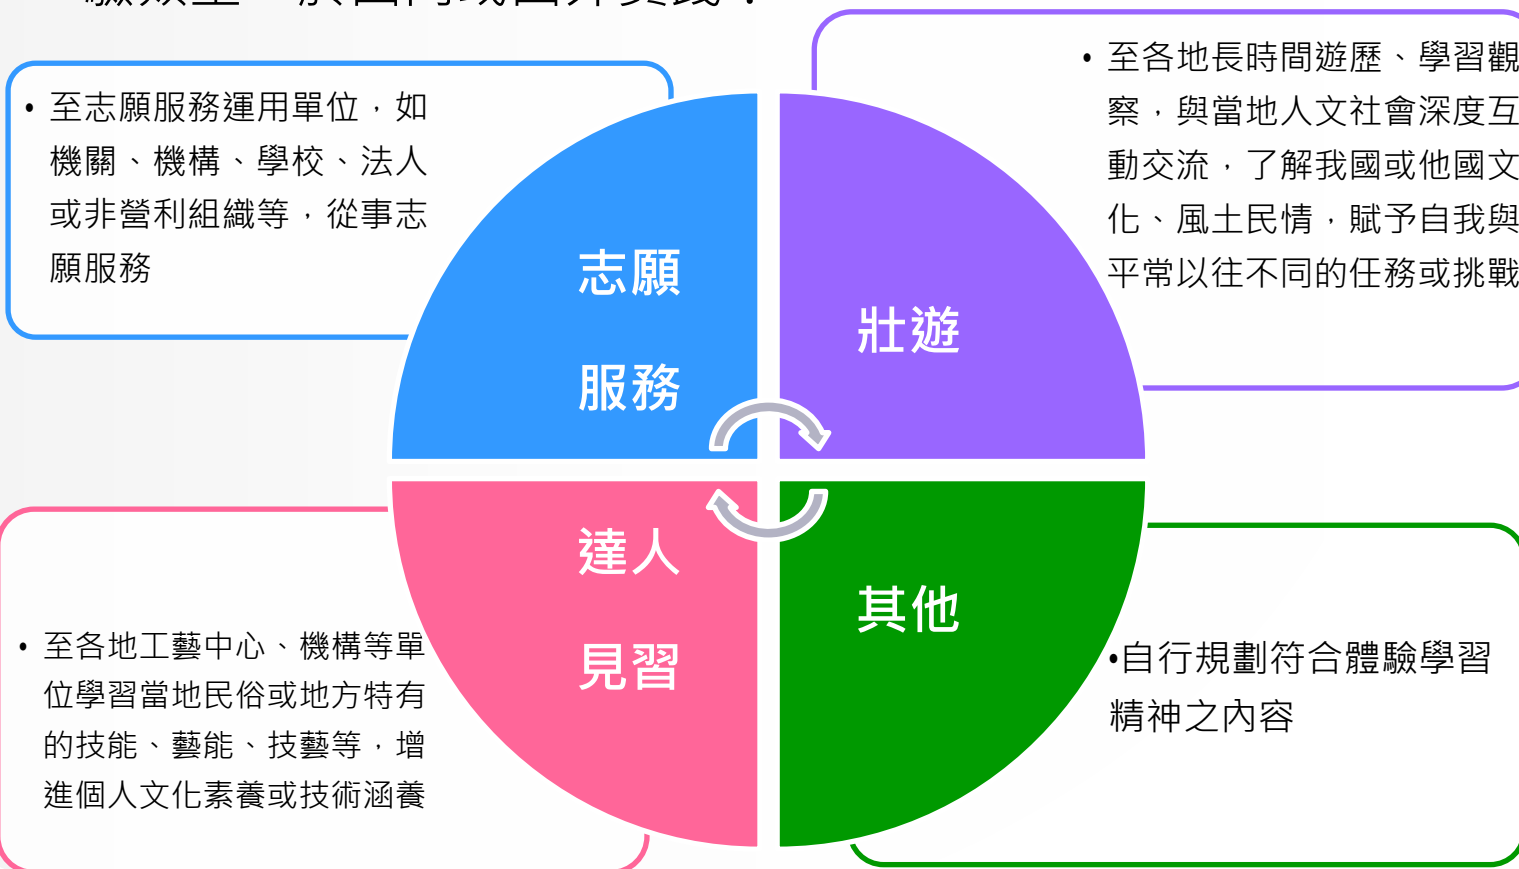 • 至志願服務運用單位，如
機關、機構、學校、法人
或非營利組織等，從事志
願服務
• 至各地長時間遊歷、學習觀
察，與當地人文社會深度互
動交流，了解我國或他國文
化、風土民情，賦予自我與
平常以往不同的任務或挑戰
志願
服務
壯遊
達人
見習
其他
• 至各地工藝中心、機構等單
位學習當地民俗或地方特有
的技能、藝能、技藝等，增
進個人文化素養或技術涵養
•自行規劃符合體驗學習
精神之內容